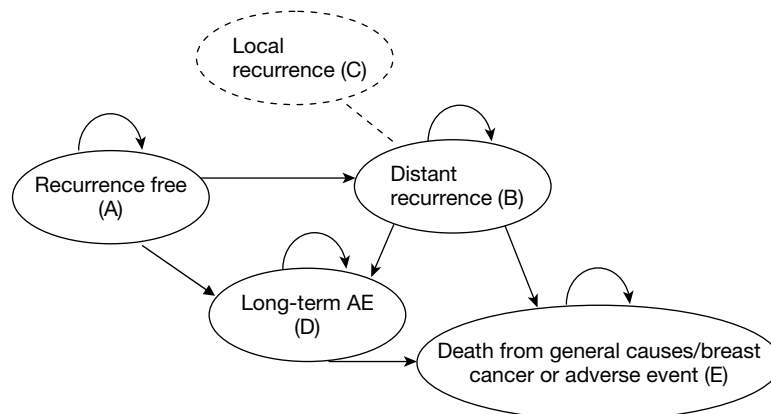 Local
recurrence (C)
Recurrence free
(A)
Distant
recurrence (B)
Long-term AE
(D)
Death from general causes/breast
cancer or adverse event (E)